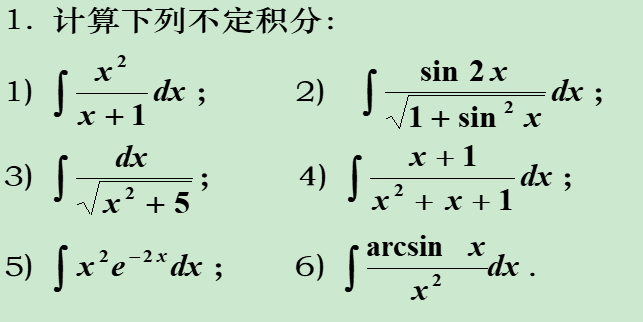 1. 计算下列不定积分:
1) ∫ x²/(x+1) dx ; 2) ∫ sin 2x/√(1 + sin² x) dx ;
3) ∫ dx/√(x² + 5) ; 4) ∫ (x+1)/(x² + x + 1) dx ;
5) ∫ x²e⁻²ˣ dx ; 6) ∫ arcsin x/x² dx .